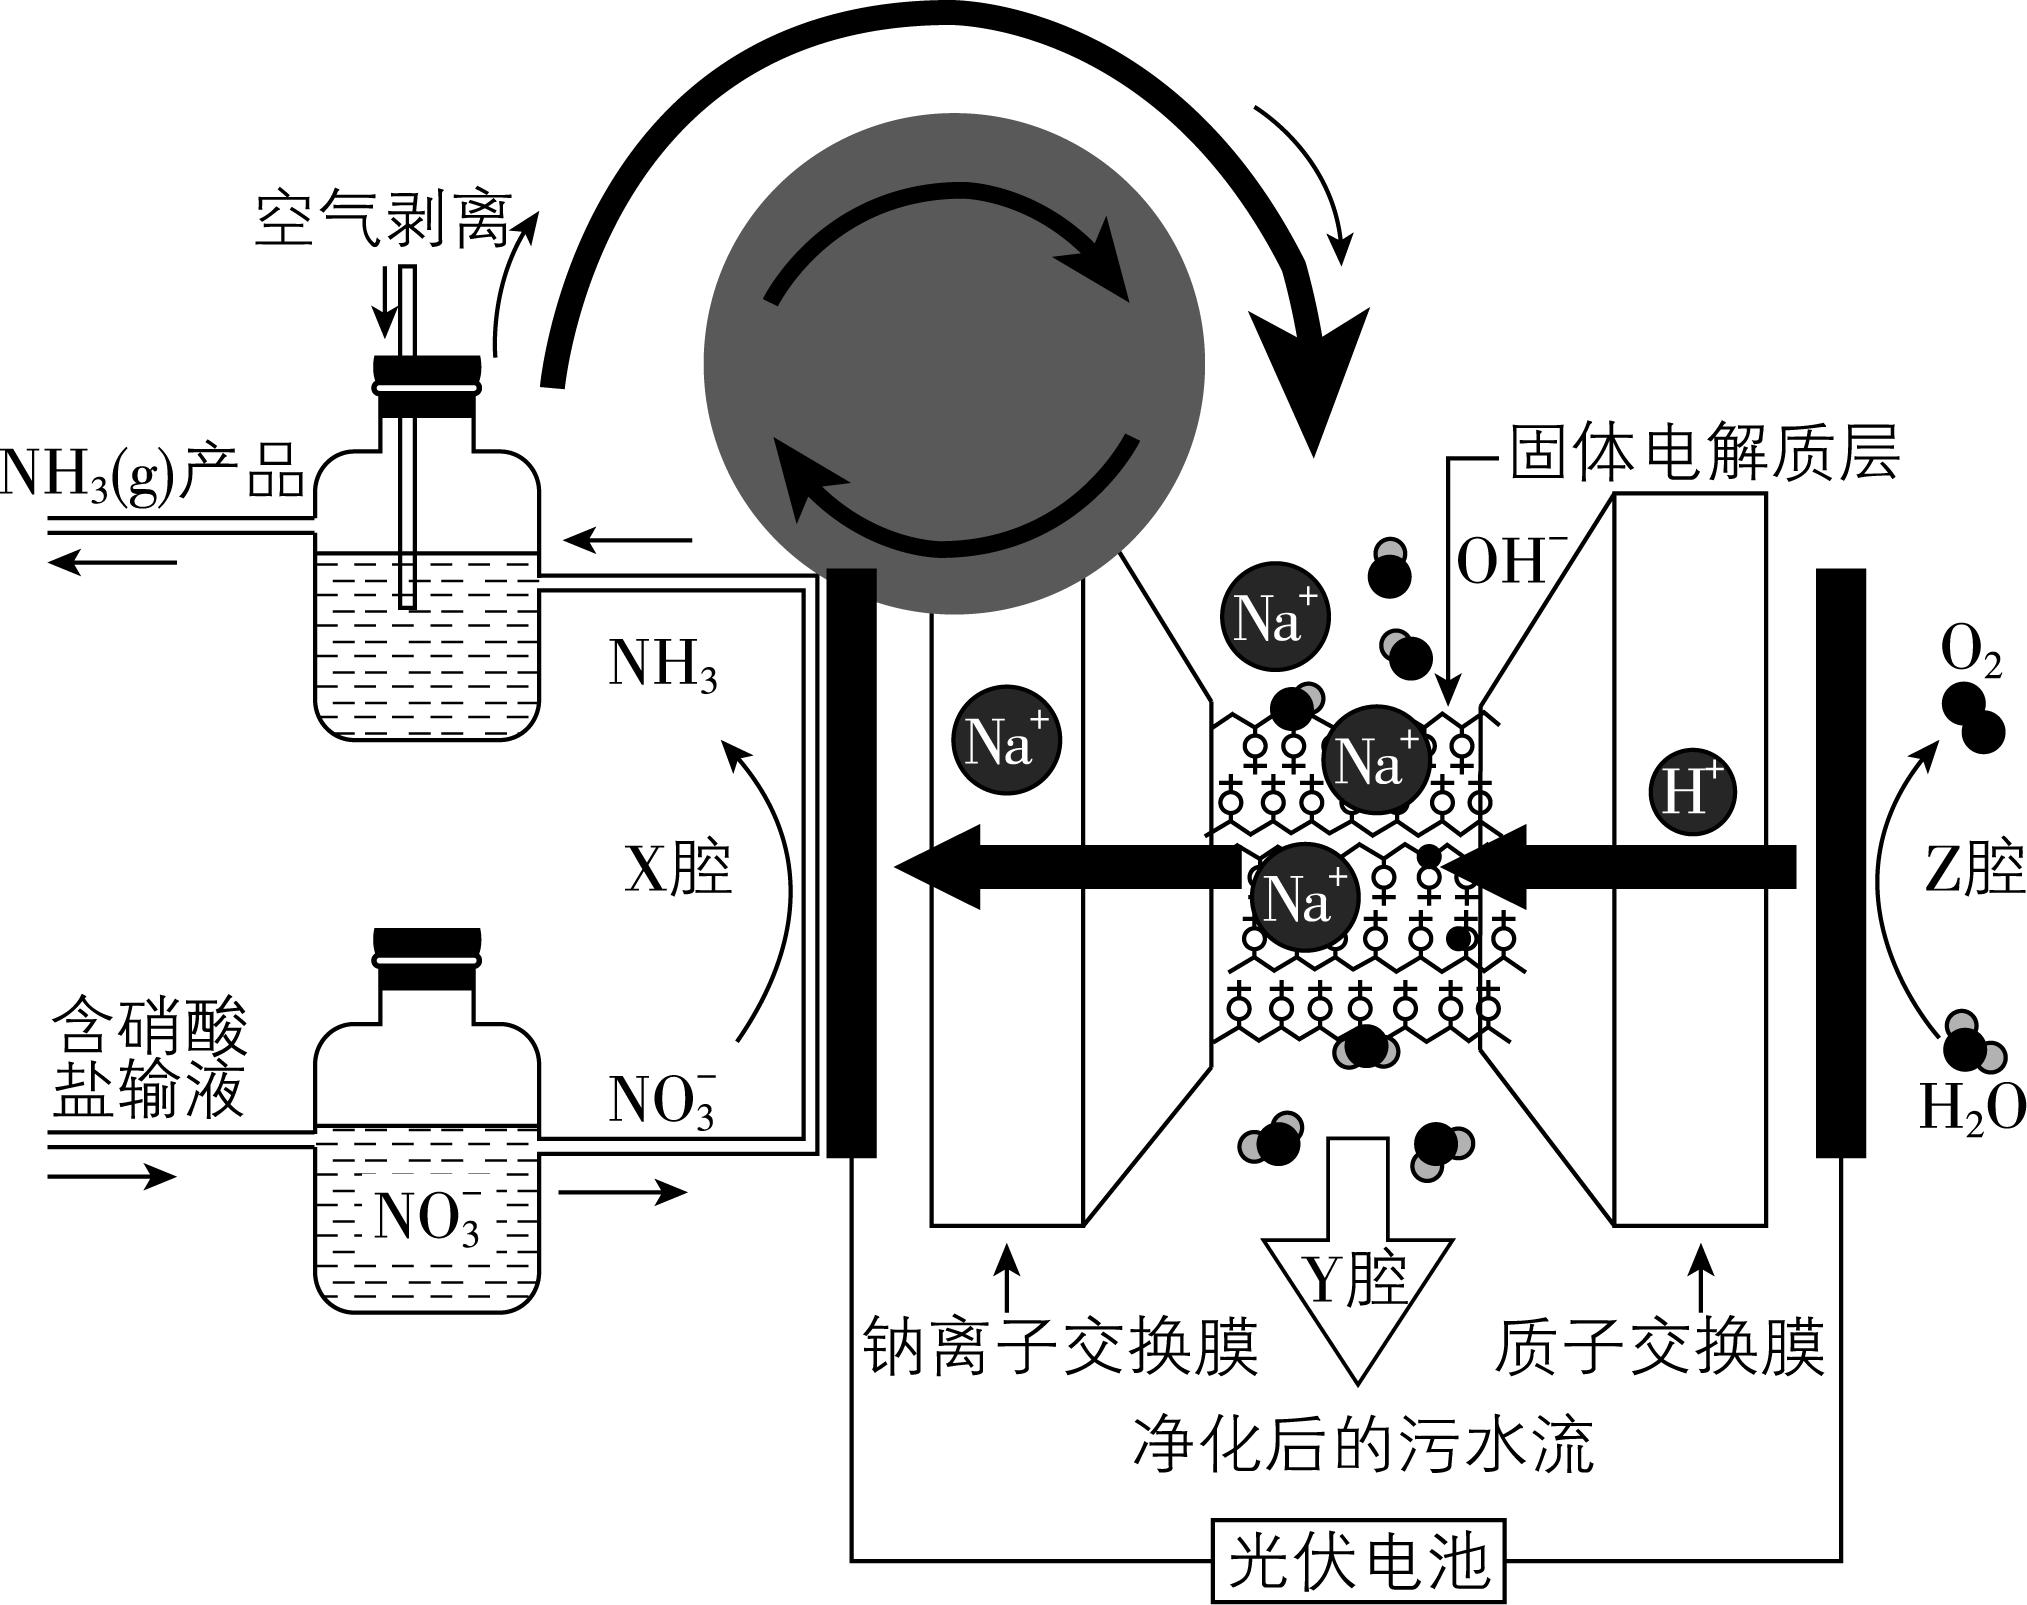 空气剥离
固体电解质层
NH₃(g)产品
OH⁻
Na⁺
O₂
NH₃
Na⁺
Na⁺
H⁺
X腔
Z腔
Na⁺
含硝酸
盐输液
NO₃⁻
H₂O
NO₃⁻
Y腔
钠离子交换膜
质子交换膜
净化后的污水流
光伏电池